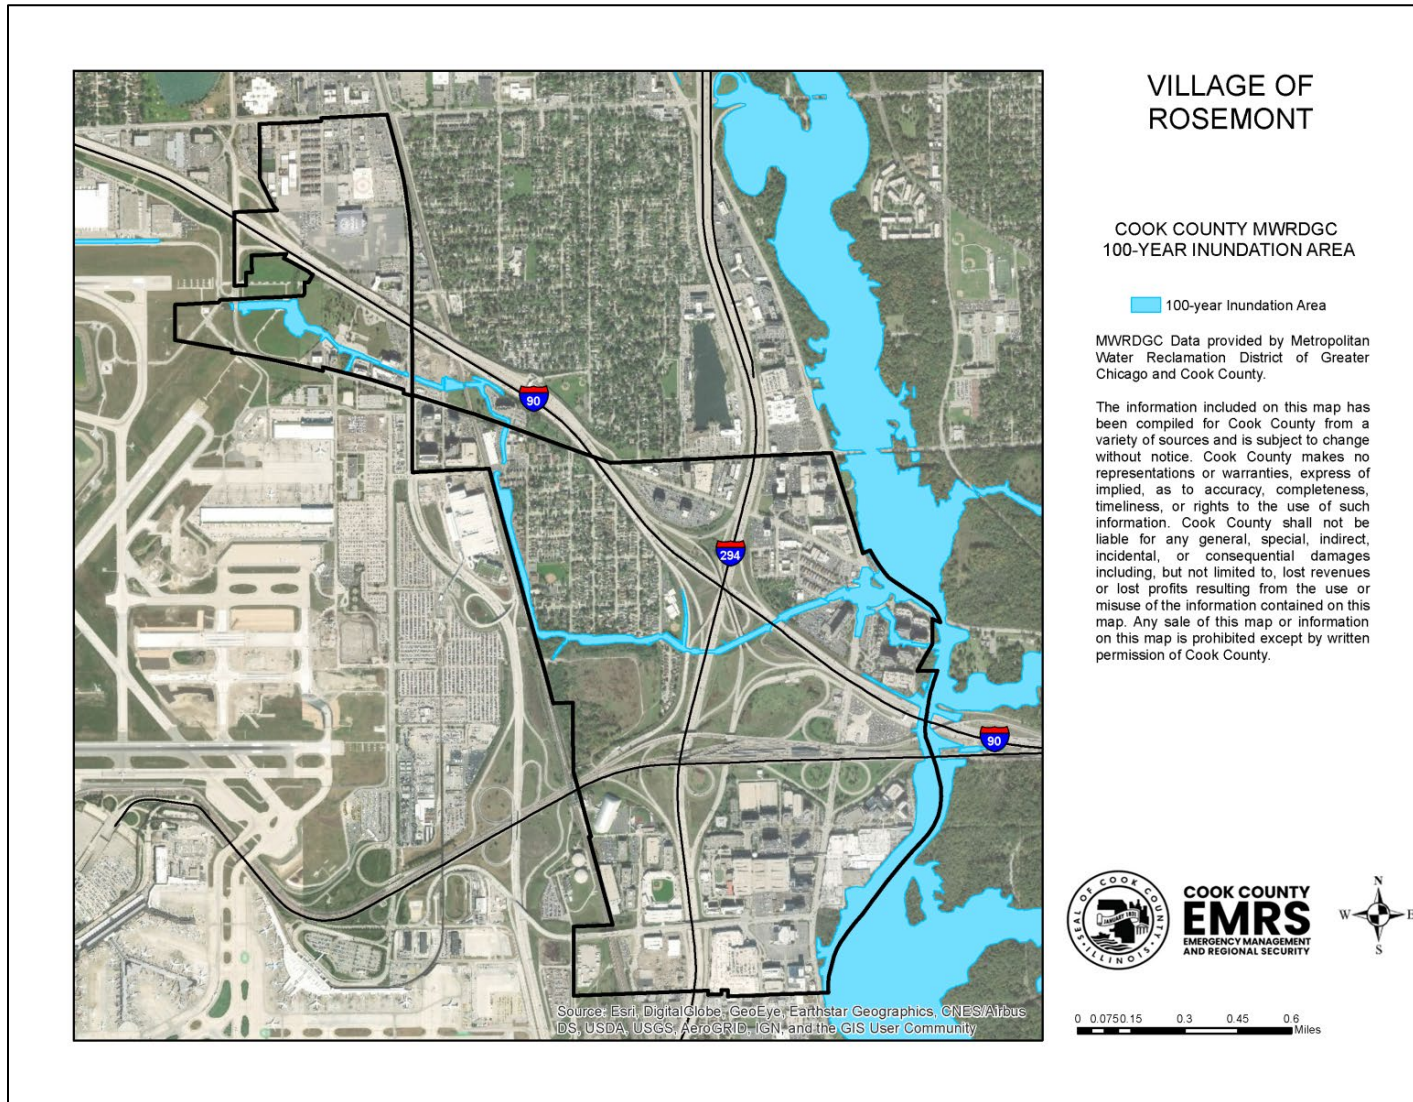 VILLAGE OF
ROSEMONT
COOK COUNTY MWRDGC
100-YEAR INUNDATION AREA
100-year Inundation Area
MWRDGC Data provided by Metropolitan
Water Reclamation District of Greater
Chicago and Cook County.
The information included on this map has
been compiled for Cook County from a
variety of sources and is subject to change
without notice. Cook County makes no
representations or warranties, express of
implied, as to accuracy, completeness,
timeliness, or rights to the use of such
information. Cook County shall not be
liable for any general, special, indirect,
incidental, or consequential damages
including, but not limited to, lost revenues
or lost profits resulting from the use or
misuse of the information contained on this
map. Any sale of this map or information
on this map is prohibited except by written
permission of Cook County.
90
294
90
SEAL OF COOK COUNTY
JANUARY 1831
ILLINOIS
COOK COUNTY
EMRS
EMERGENCY MANAGEMENT
AND REGIONAL SECURITY
N
W E
S
0 0.075 0.15 0.3 0.45 0.6
Miles
Source: Esri, DigitalGlobe, GeoEye, Earthstar Geographics, CNES/Airbus
DS, USDA, USGS, AeroGRID, IGN, and the GIS User Community